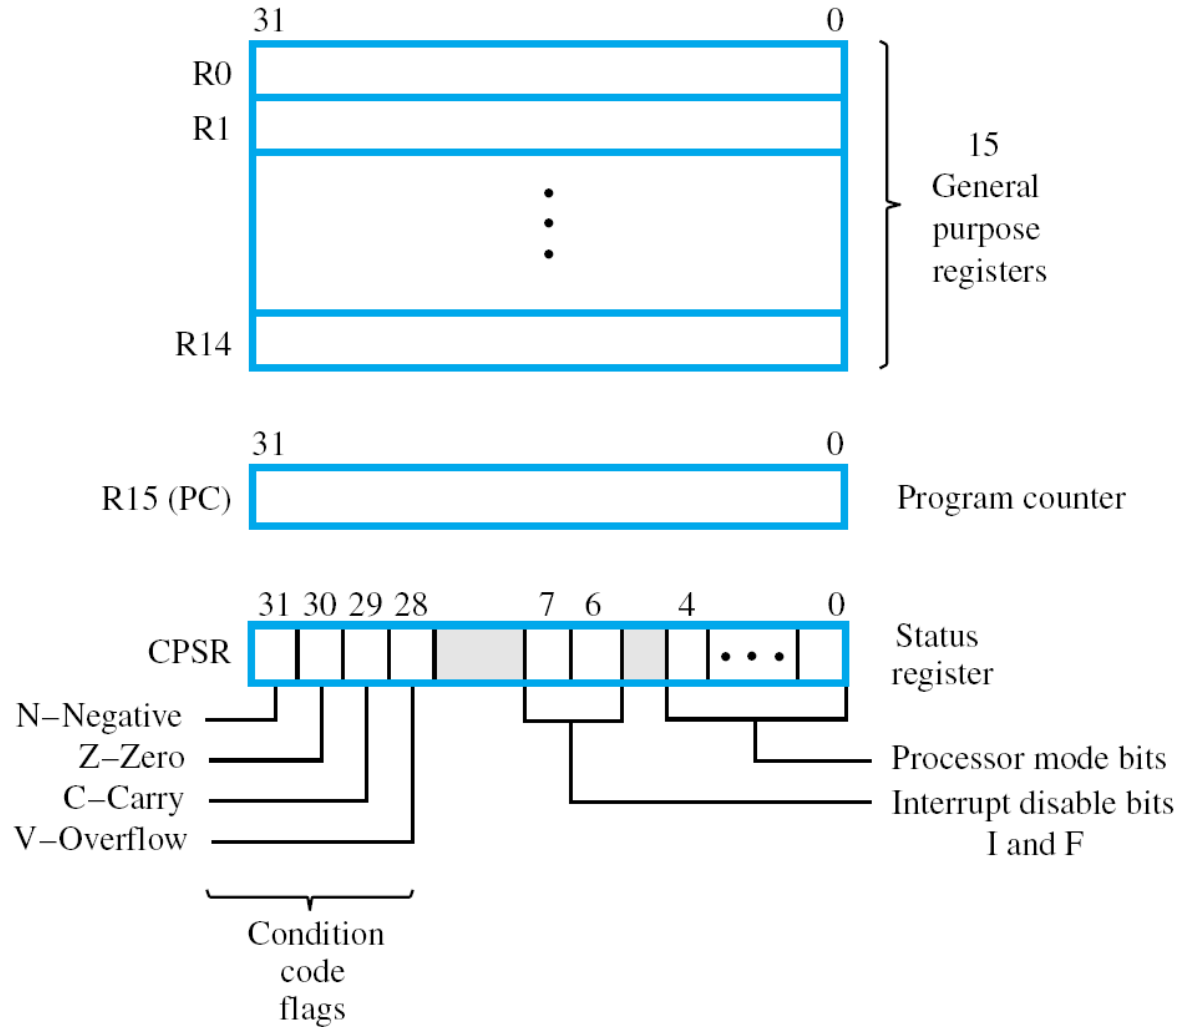 31 0
R0
R1
15
General
purpose
registers
R14
31 0
R15 (PC)
Program counter
31 30 29 28 7 6 4 0
CPSR
Status
register
N–Negative
Z–Zero
C–Carry
V–Overflow
Processor mode bits
Interrupt disable bits
I and F
Condition
code
flags